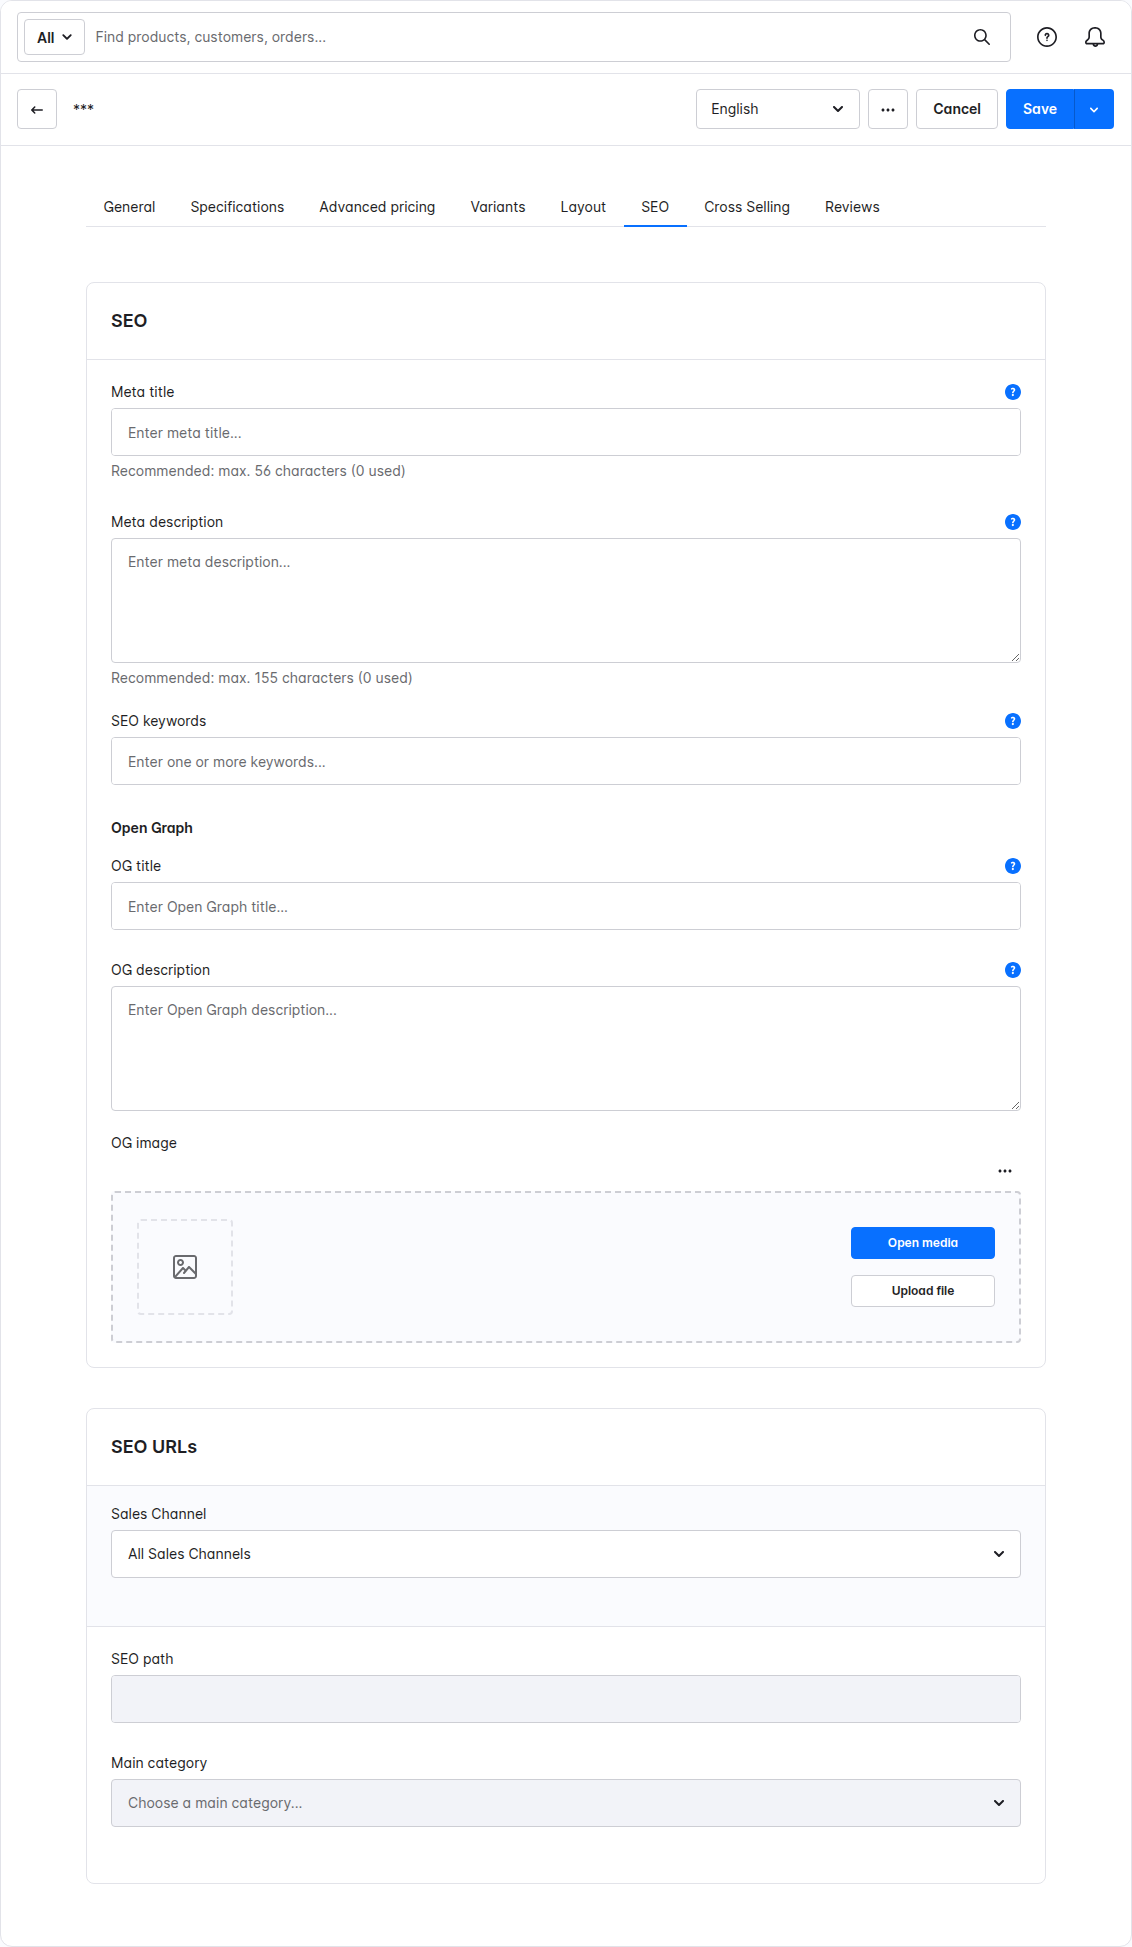 All
Find products, customers, orders...
***
English
Cancel
Save
General
Specifications
Advanced pricing
Variants
Layout
SEO
Cross Selling
Reviews
SEO
Meta title
Enter meta title...
Recommended: max. 56 characters (0 used)
Meta description
Enter meta description...
Recommended: max. 155 characters (0 used)
SEO keywords
Enter one or more keywords...
Open Graph
OG title
Enter Open Graph title...
OG description
Enter Open Graph description...
OG image
Open media
Upload file
SEO URLs
Sales Channel
All Sales Channels
SEO path
Main category
Choose a main category...